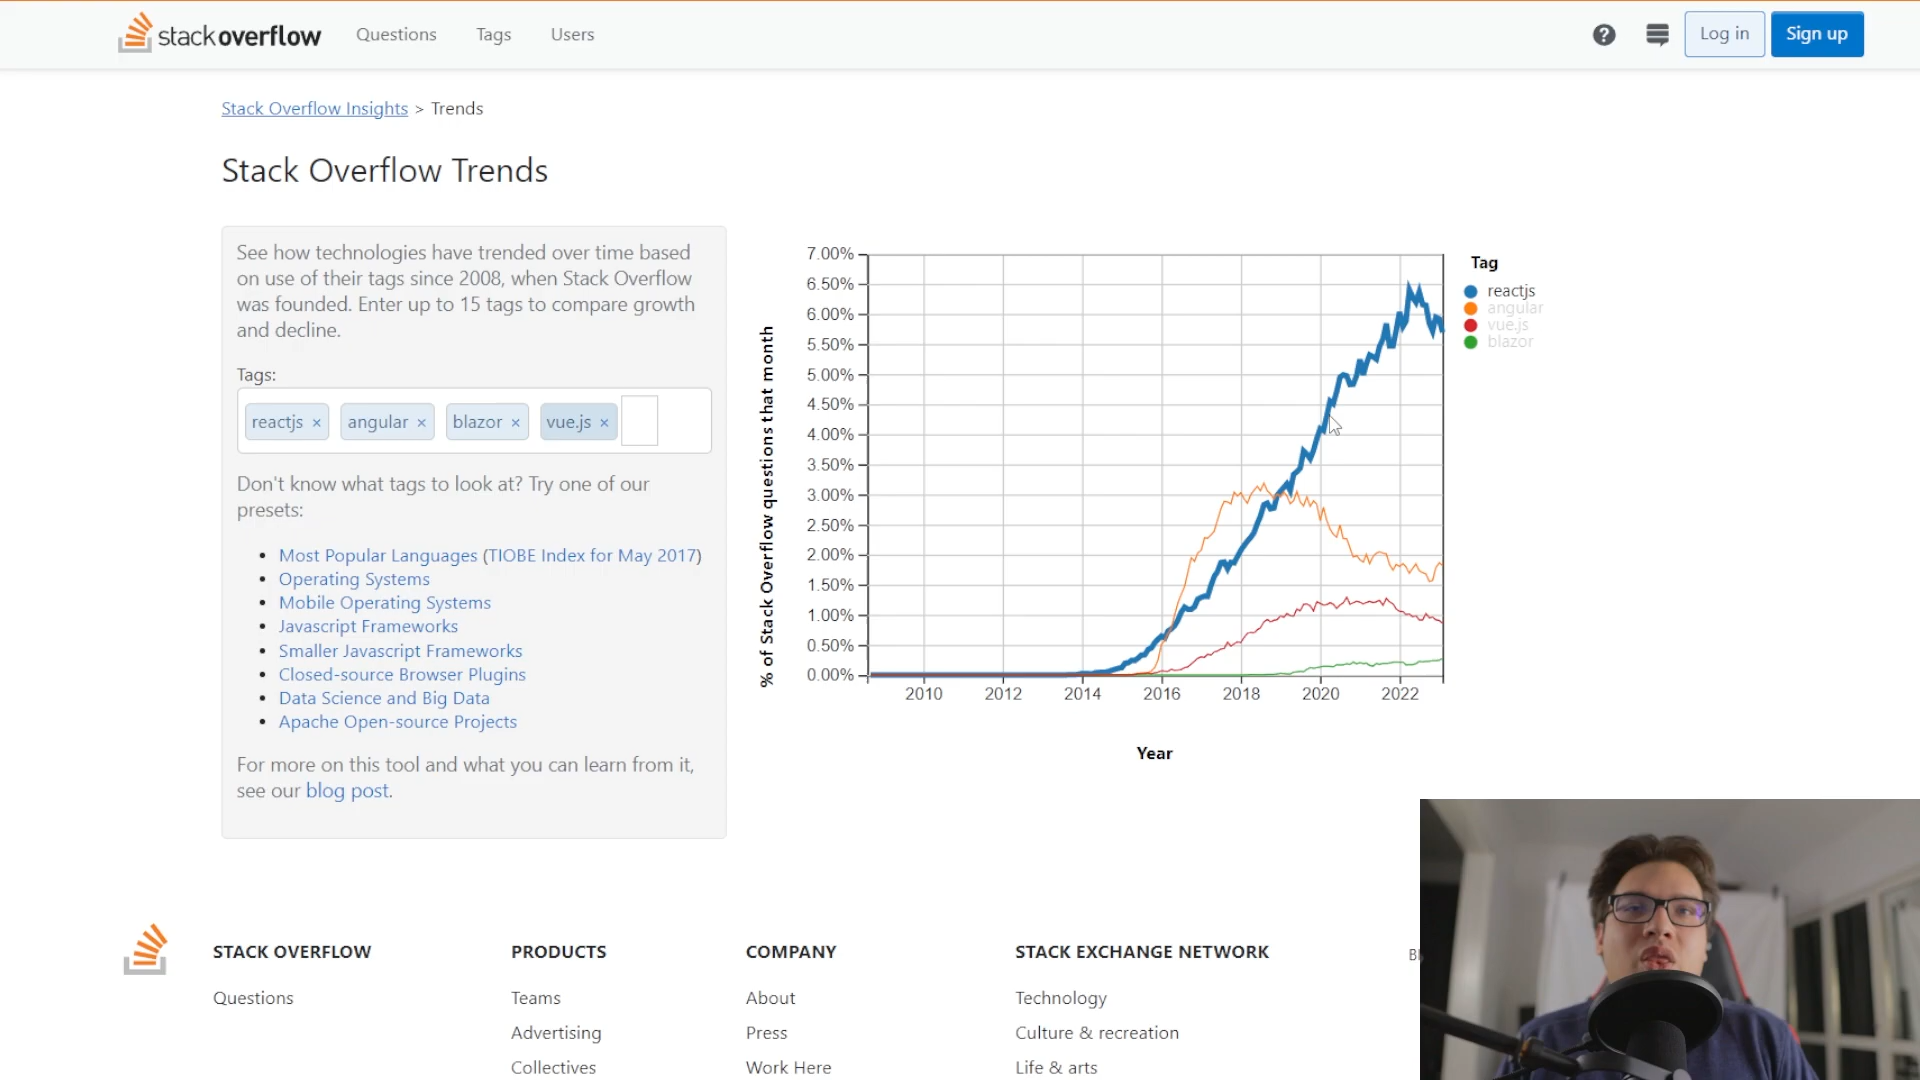 stackoverflow
Questions
Tags
Users
?
Log in
Sign up
Stack Overflow Insights > Trends
Stack Overflow Trends
See how technologies have trended over time based
on use of their tags since 2008, when Stack Overflow
was founded. Enter up to 15 tags to compare growth
and decline.
Tags:
reactjs × angular × blazor × vue.js ×
Don't know what tags to look at? Try one of our
presets:
• Most Popular Languages (TIOBE Index for May 2017)
• Operating Systems
• Mobile Operating Systems
• Javascript Frameworks
• Smaller Javascript Frameworks
• Closed-source Browser Plugins
• Data Science and Big Data
• Apache Open-source Projects
For more on this tool and what you can learn from it,
see our blog post.
% of Stack Overflow questions that month
7.00%
6.50%
6.00%
5.50%
5.00%
4.50%
4.00%
3.50%
3.00%
2.50%
2.00%
1.50%
1.00%
0.50%
0.00%
2010 2012 2014 2016 2018 2020 2022
Year
Tag
reactjs
angular
vue.js
blazor
STACK OVERFLOW
Questions
PRODUCTS
Teams
Advertising
Collectives
COMPANY
About
Press
Work Here
STACK EXCHANGE NETWORK
Technology
Culture & recreation
Life & arts